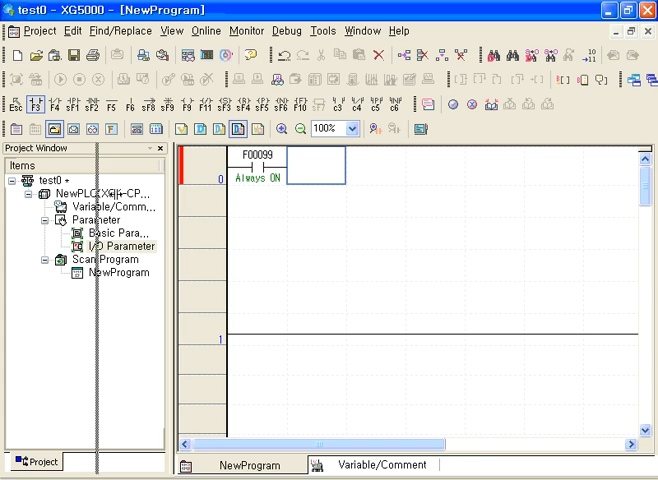 test0 - XG5000 - [NewProgram]
Project Edit Find/Replace View Online Monitor Debug Tools Window Help
Esc F3 F4 sF1 sF2 F5 F6 sF8 sF9 F9 F11 sF3 sF4 sF5 sF6 F10 sF7 c3 c4 c5 c6
100%
Project Window
Items
test0 *
Variable/Comm...
Parameter
Basic Para...
I/O Parameter
Scan Program
NewProgram
Project
F00099
Always ON
0
1
NewProgram
Variable/Comment